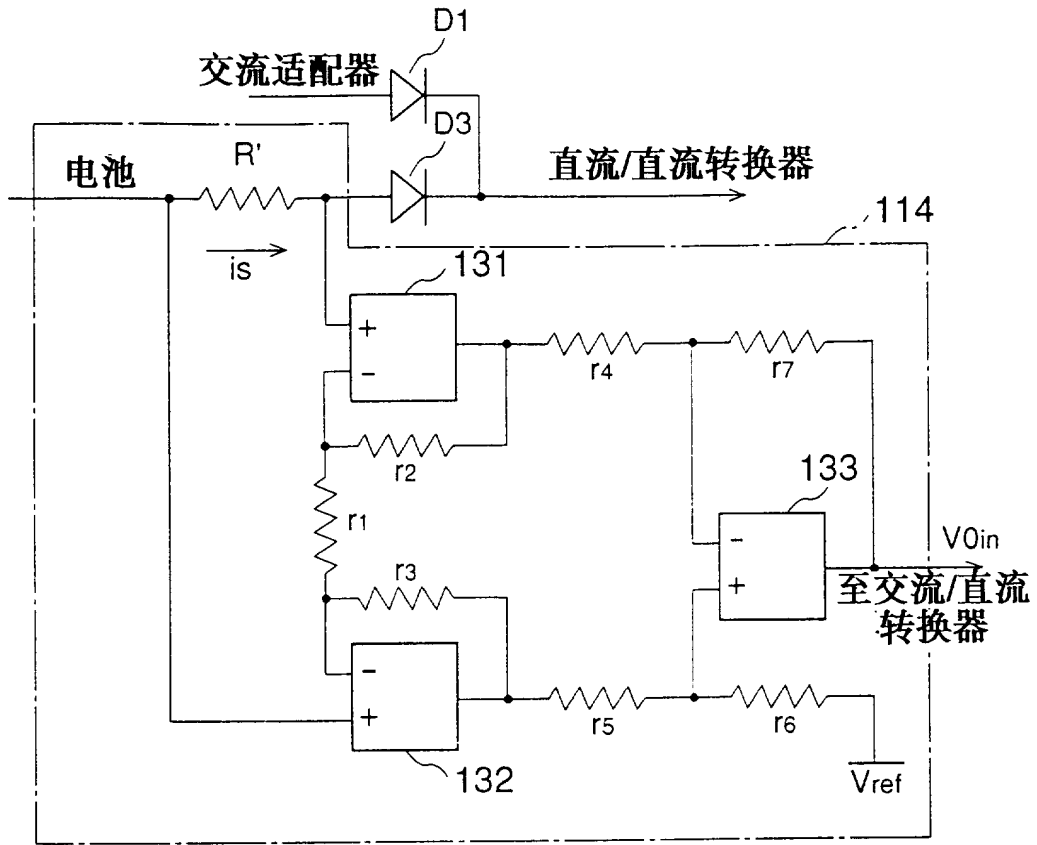 D1
交流适配器
D3
电池
R'
直流/直流转换器
114
is
131
+
−
r4
r7
r2
133
r1
−
+
V0in
r3
至交流/直流
转换器
−
+
r5
r6
132
Vref